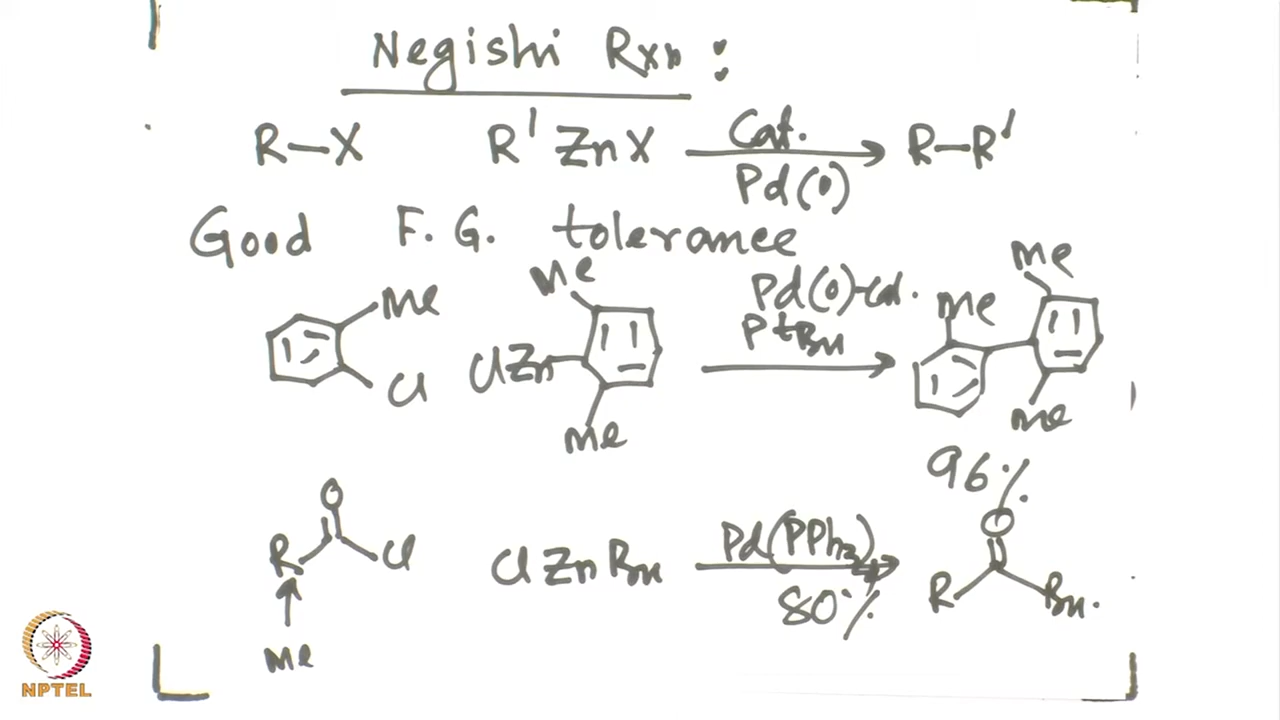 Negishi Rxn :
R-X R' ZnX Cat. Pd(0) R-R'
Good F. G. tolerance
Me Cl ClZn Me Me Pd(0)-Cat. PtBu Me Me Me
96%
R O Cl ClZnBu Pd(PPh3)4 80% R O Bu.
Me
NPTEL